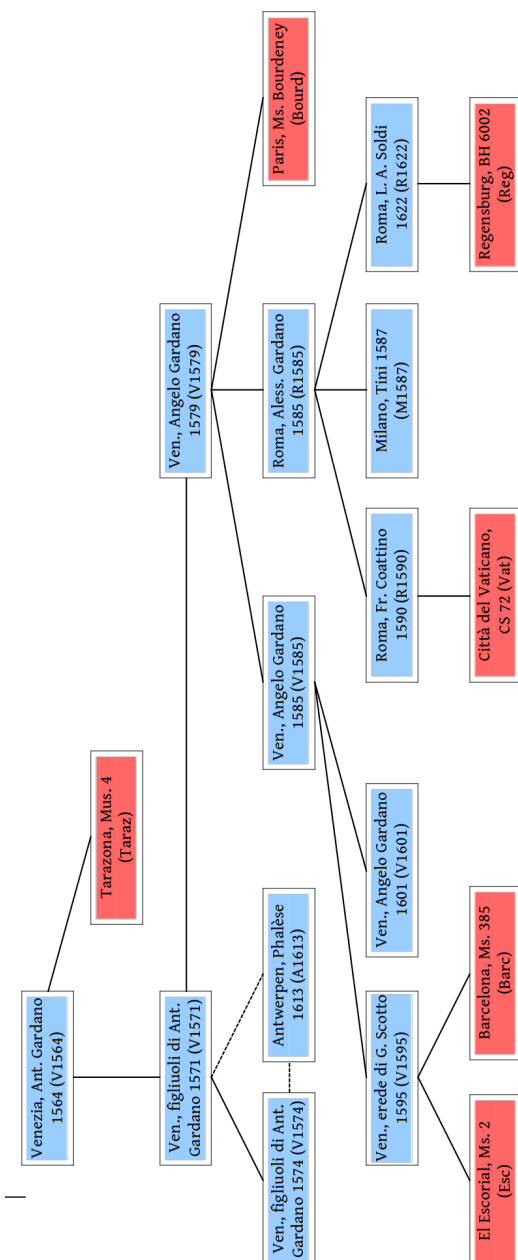 Venezia, Ant. Gardano
1564 (V1564)
Tarazona, Mus. 4
(Taraz)
Ven., figliuoli di Ant.
Gardano 1571 (V1571)
Ven., Angelo Gardano
1579 (V1579)
Ven., figliuoli di Ant.
Gardano 1574 (V1574)
Antwerpen, Phalèse
1613 (A1613)
Ven., Angelo Gardano
1585 (V1585)
Roma, Aless. Gardano
1585 (R1585)
Paris, Ms. Bourdeney
(Bourd)
Ven., erede di G. Scotto
1595 (V1595)
Ven., Angelo Gardano
1601 (V1601)
Roma, Fr. Coattino
1590 (R1590)
Milano, Tini 1587
(M1587)
Roma, L. A. Soldi
1622 (R1622)
El Escorial, Ms. 2
(Esc)
Barcelona, Ms. 385
(Barc)
Città del Vaticano,
CS 72 (Vat)
Regensburg, BH 6002
(Reg)